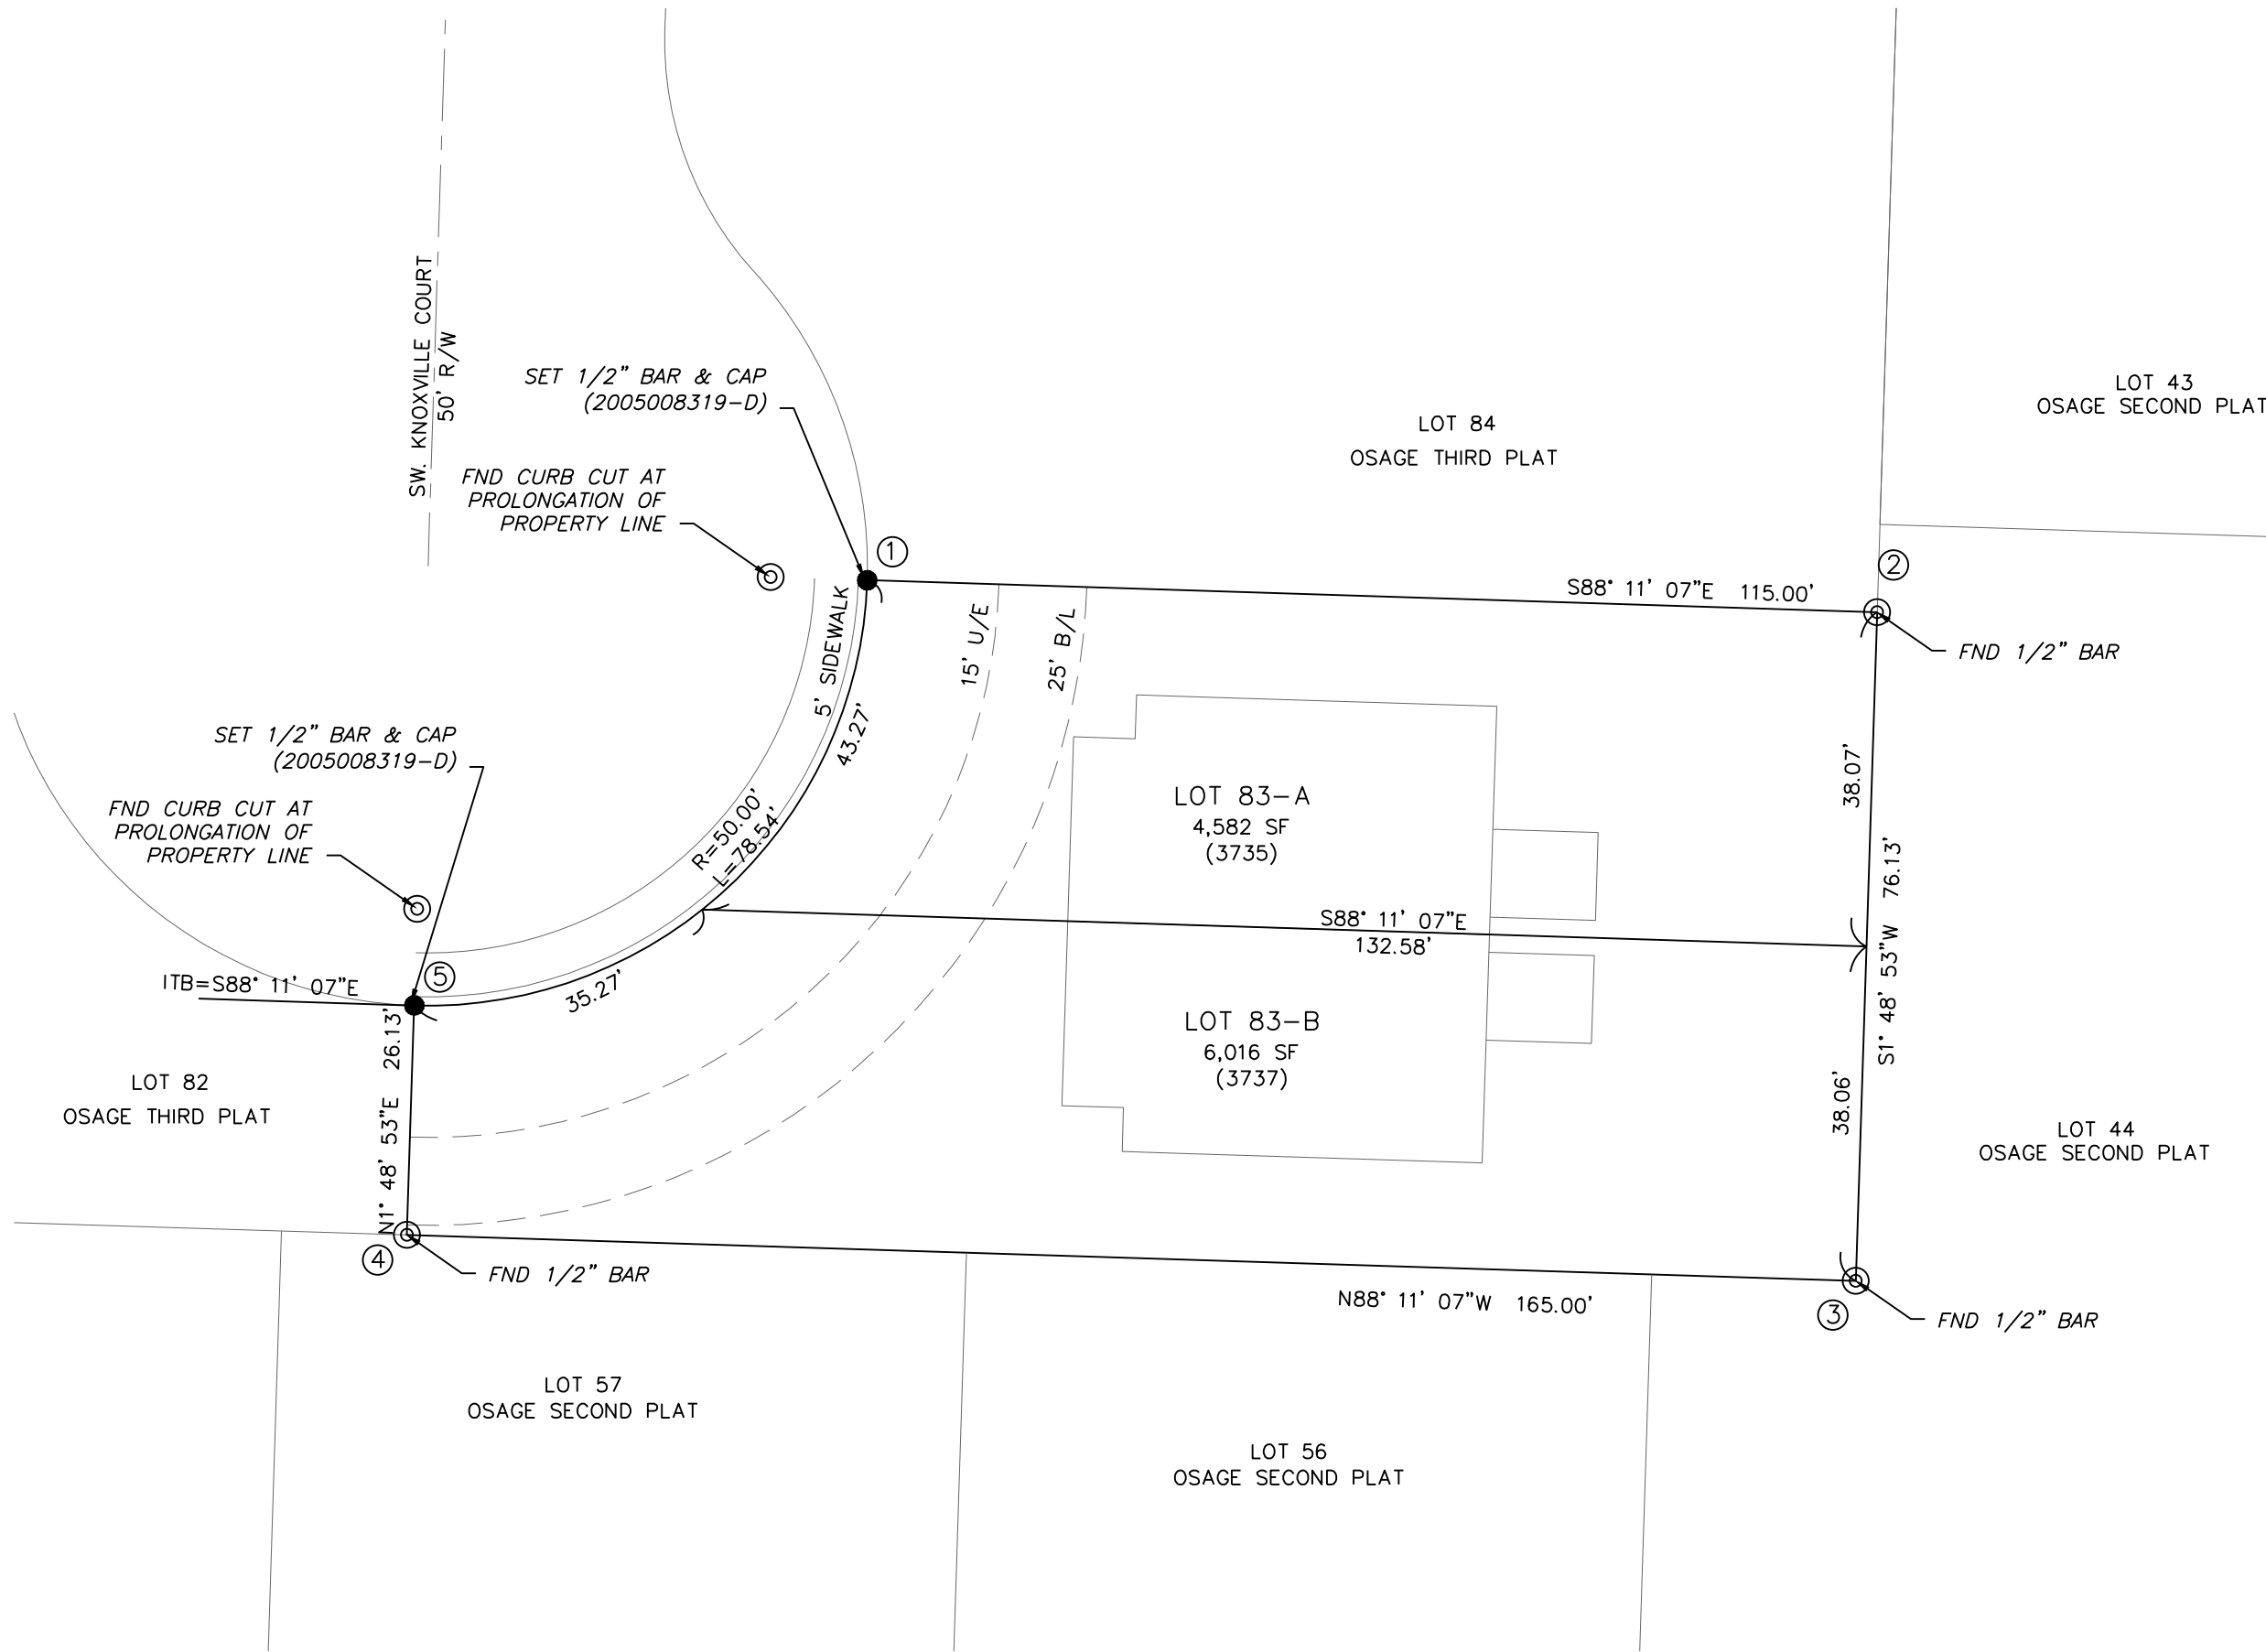 SW. KNOXVILLE COURT
50' R/W
SET 1/2" BAR & CAP
(2005008319-D)
FND CURB CUT AT
PROLONGATION OF
PROPERTY LINE
LOT 84
OSAGE THIRD PLAT
LOT 43
OSAGE SECOND PLAT
1
2
S88° 11' 07"E 115.00'
FND 1/2" BAR
5' SIDEWALK
15' U/E
25' B/L
43.27'
R=50.00'
L=78.54'
SET 1/2" BAR & CAP
(2005008319-D)
FND CURB CUT AT
PROLONGATION OF
PROPERTY LINE
LOT 83-A
4,582 SF
(3735)
38.07'
S1° 48' 53"W 76.13'
S88° 11' 07"E
132.58'
ITB=S88° 11' 07"E
5
35.27'
N1° 48' 53"E 26.13'
LOT 83-B
6,016 SF
(3737)
38.06'
LOT 82
OSAGE THIRD PLAT
LOT 44
OSAGE SECOND PLAT
4
FND 1/2" BAR
N88° 11' 07"W 165.00'
3
FND 1/2" BAR
LOT 57
OSAGE SECOND PLAT
LOT 56
OSAGE SECOND PLAT